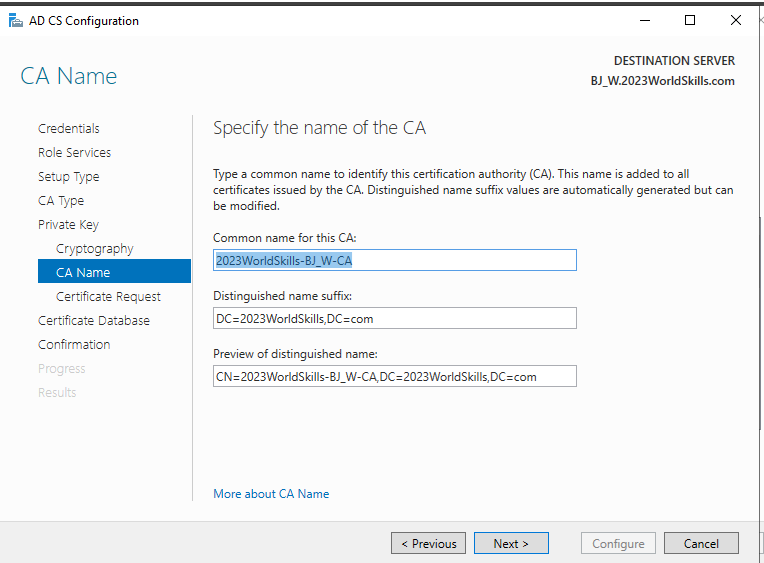 AD CS Configuration
DESTINATION SERVER
BJ_W.2023WorldSkills.com
CA Name
Credentials
Role Services
Setup Type
CA Type
Private Key
Cryptography
CA Name
Certificate Request
Certificate Database
Confirmation
Progress
Results
Specify the name of the CA
Type a common name to identify this certification authority (CA). This name is added to all
certificates issued by the CA. Distinguished name suffix values are automatically generated but can
be modified.
Common name for this CA:
2023WorldSkills-BJ_W-CA
Distinguished name suffix:
DC=2023WorldSkills,DC=com
Preview of distinguished name:
CN=2023WorldSkills-BJ_W-CA,DC=2023WorldSkills,DC=com
More about CA Name
< Previous
Next >
Configure
Cancel